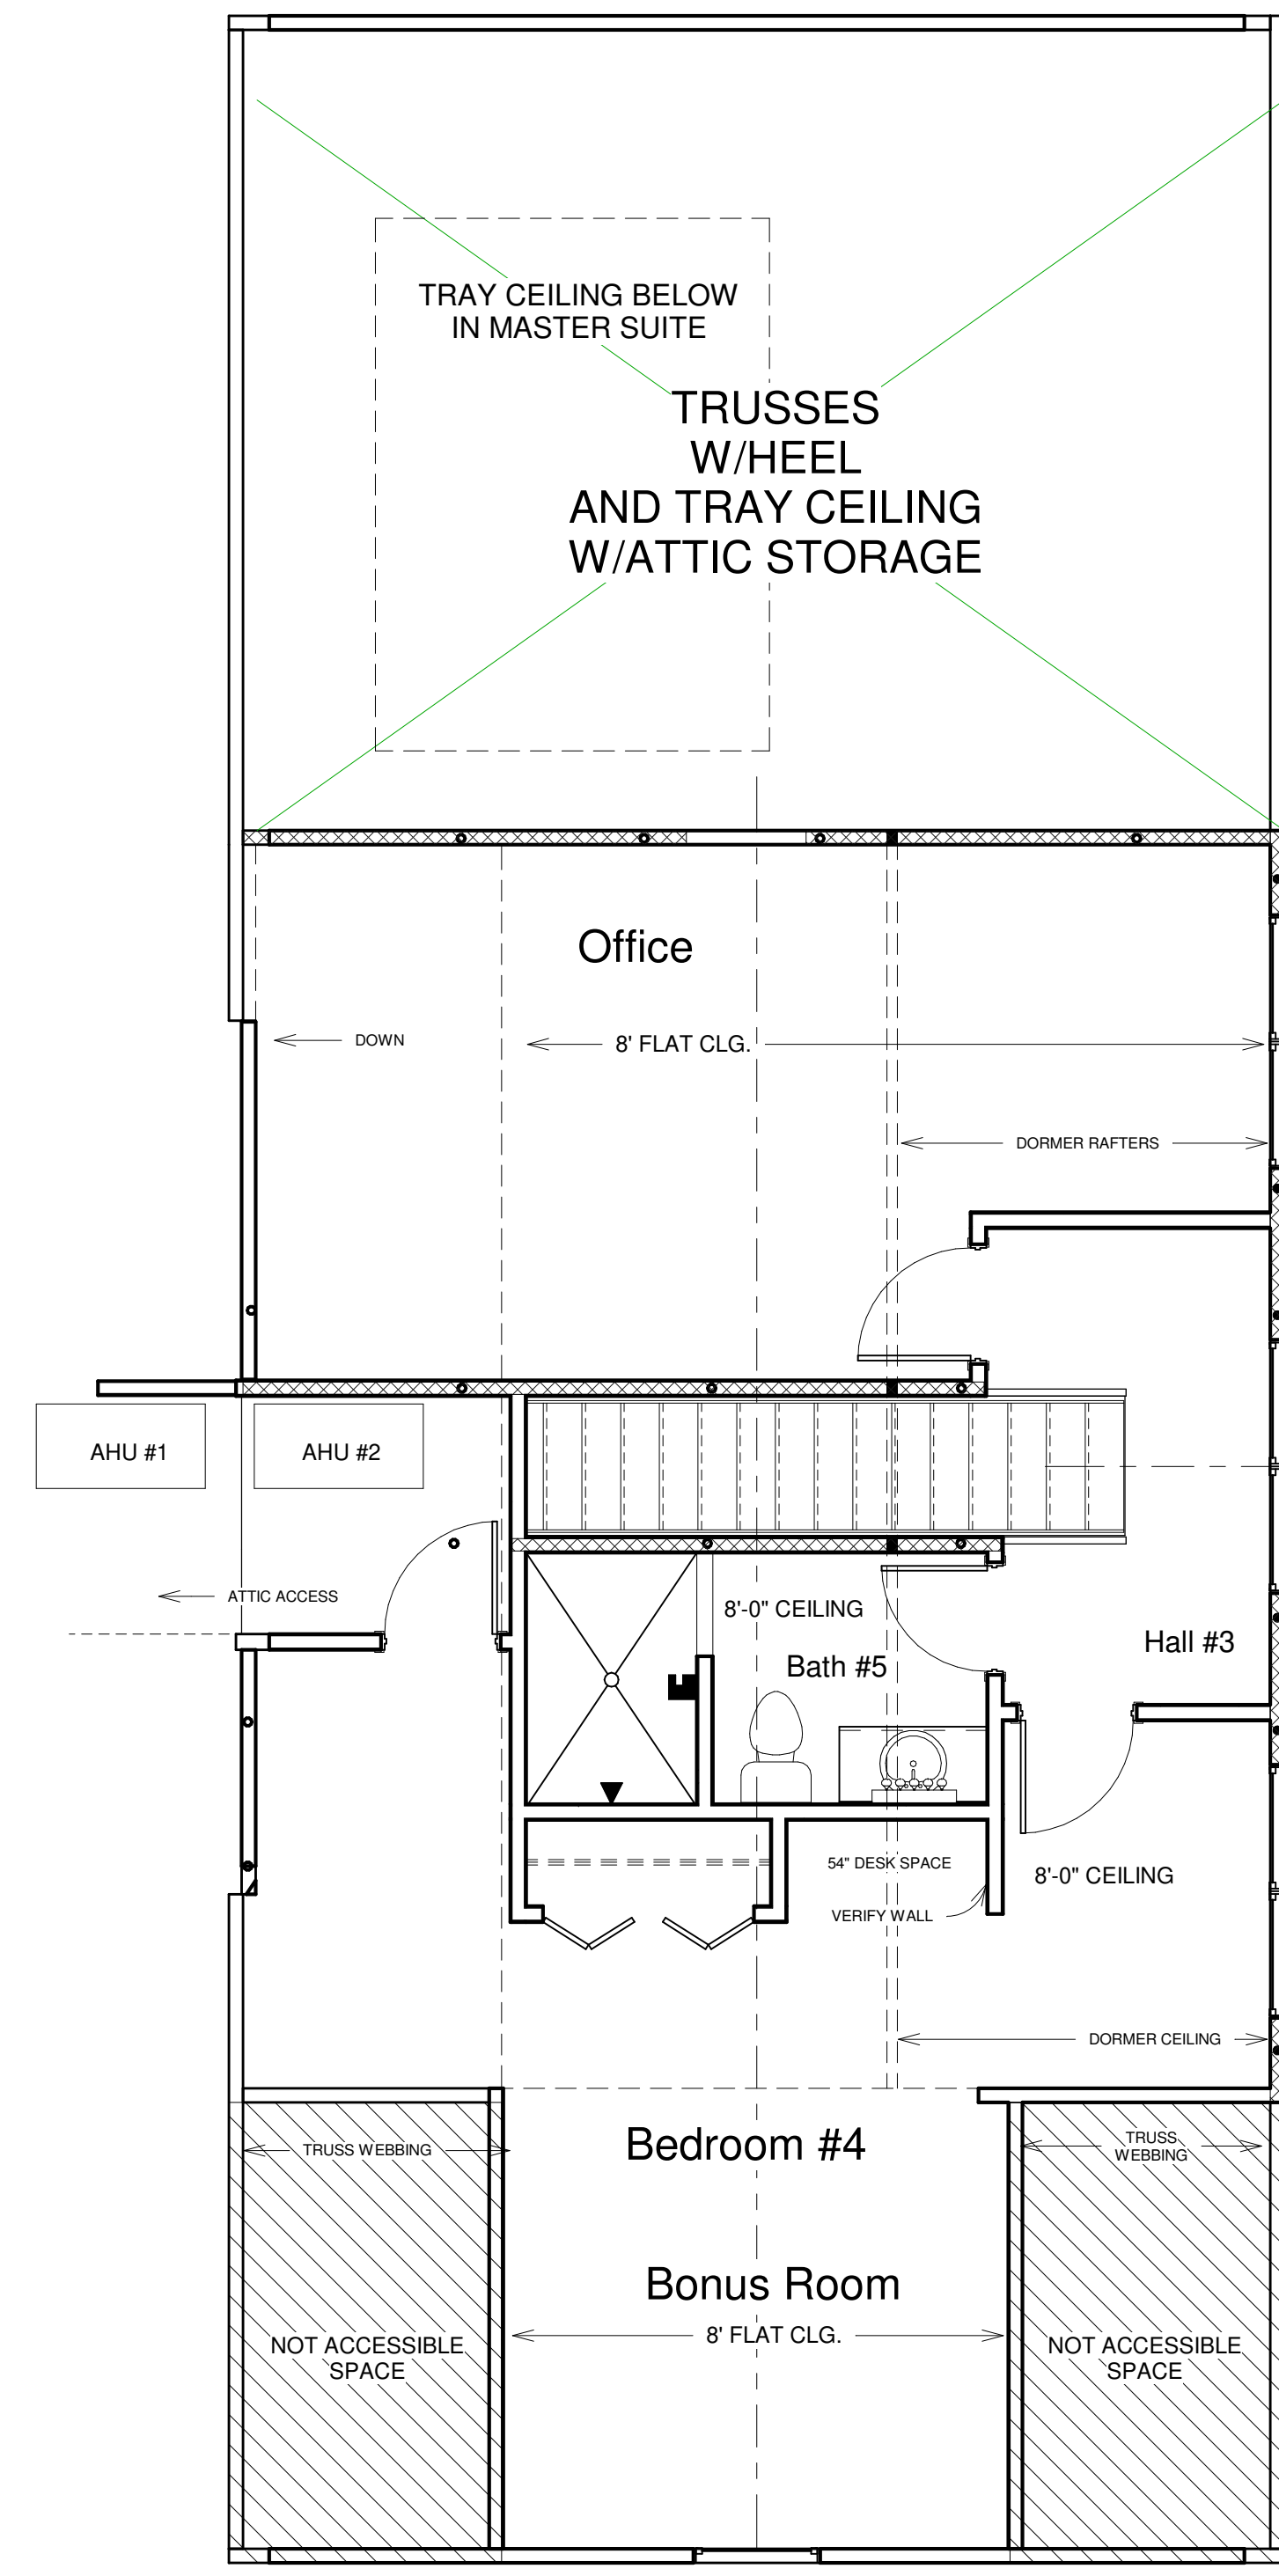 TRAY CEILING BELOW
IN MASTER SUITE
TRUSSES
W/HEEL
AND TRAY CEILING
W/ATTIC STORAGE
Office
DOWN
8' FLAT CLG.
DORMER RAFTERS
AHU #1
AHU #2
ATTIC ACCESS
8'-0" CEILING
Bath #5
Hall #3
54" DESK SPACE
8'-0" CEILING
VERIFY WALL
DORMER CEILING
Bedroom #4
TRUSS WEBBING
TRUSS
WEBBING
Bonus Room
8' FLAT CLG.
NOT ACCESSIBLE
SPACE
NOT ACCESSIBLE
SPACE